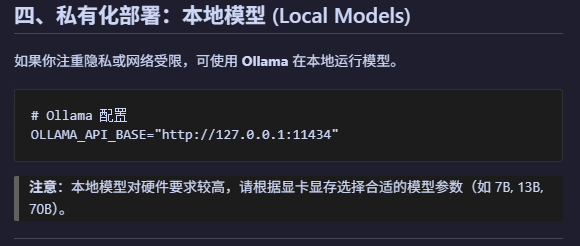 四、私有化部署：本地模型 (Local Models)
如果你注重隐私或网络受限，可使用 Ollama 在本地运行模型。
# Ollama 配置
OLLAMA_API_BASE="http://127.0.0.1:11434"
注意：本地模型对硬件要求较高，请根据显卡显存选择合适的模型参数（如 7B, 13B,
70B）。